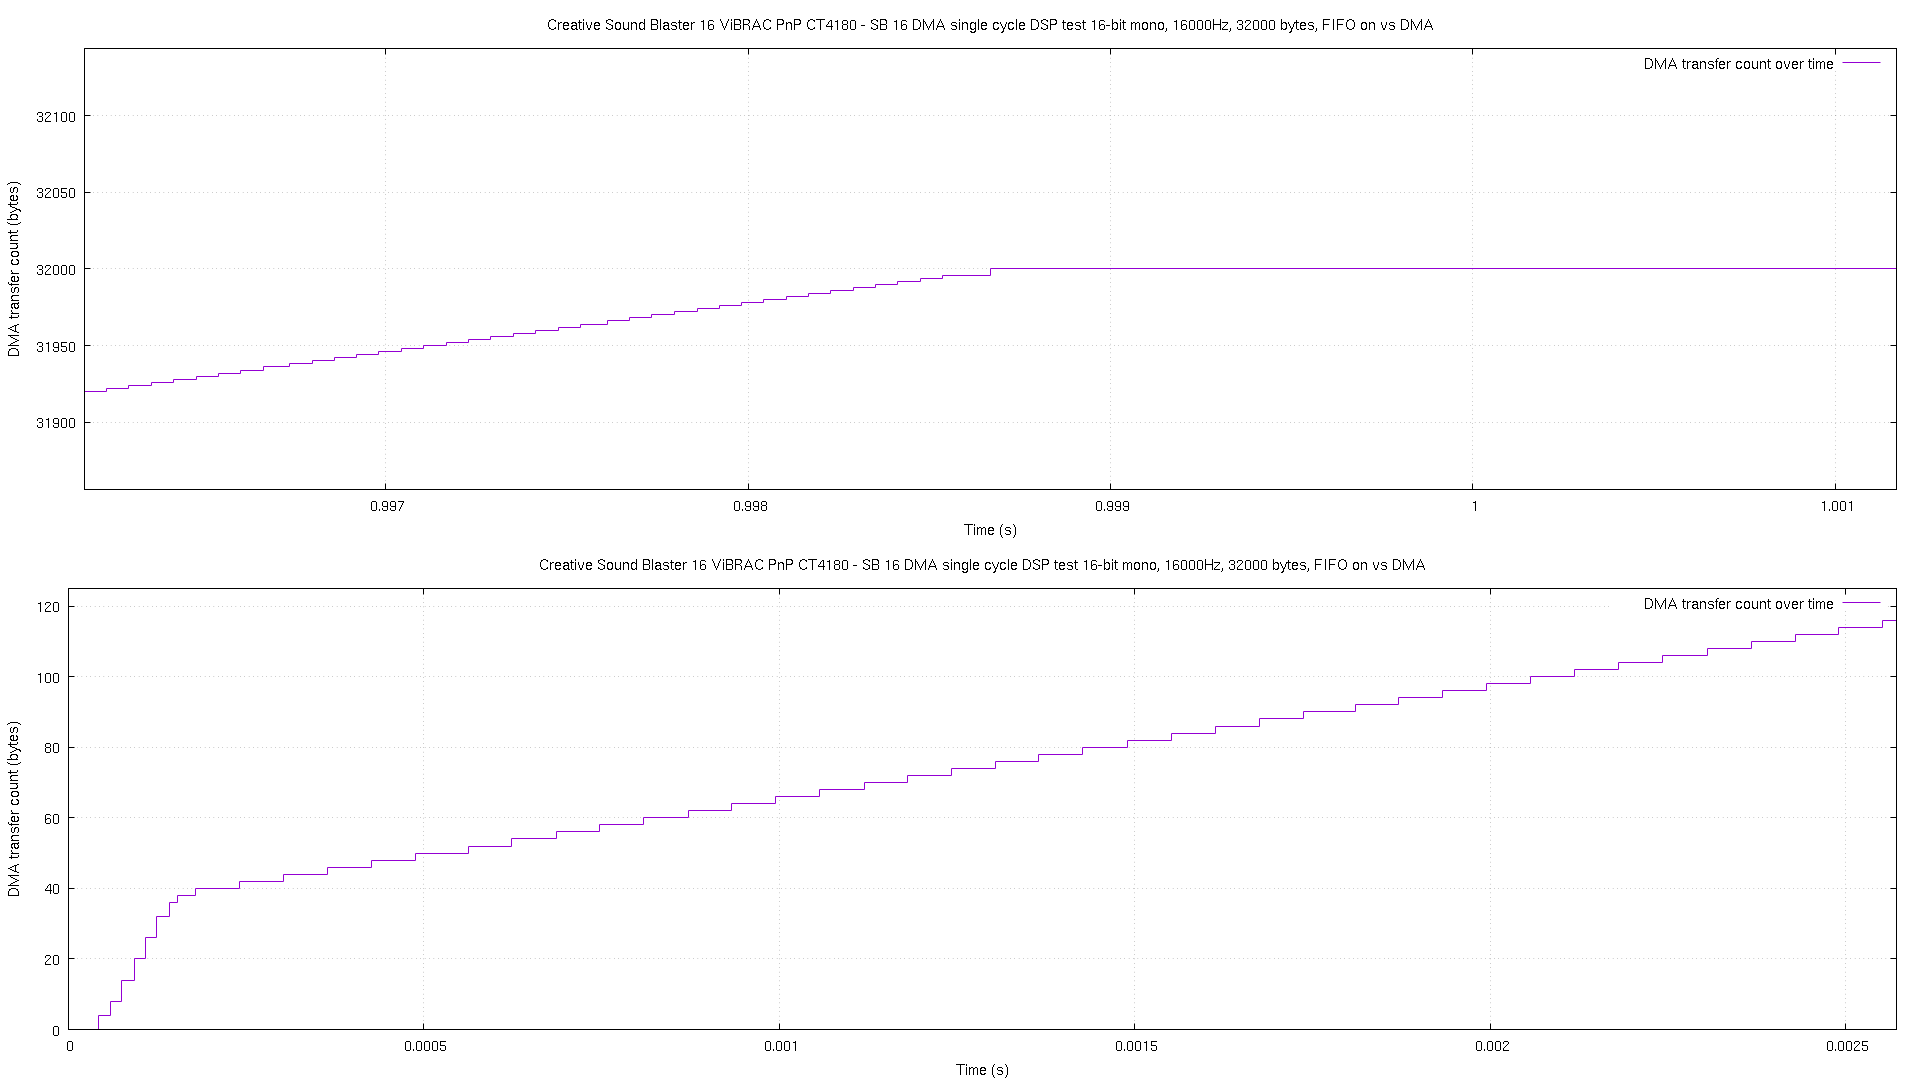 Creative Sound Blaster 16 ViBRAC PnP CT4180 - SB 16 DMA single cycle DSP test 16-bit mono, 16000Hz, 32000 bytes, FIFO on vs DMA
DMA transfer count over time
32100
32050
32000
31950
31900
DMA transfer count (bytes)
0.997 0.998 0.999 1 1.001
Time (s)
Creative Sound Blaster 16 ViBRAC PnP CT4180 - SB 16 DMA single cycle DSP test 16-bit mono, 16000Hz, 32000 bytes, FIFO on vs DMA
DMA transfer count over time
120
100
80
60
40
20
0
DMA transfer count (bytes)
0 0.0005 0.001 0.0015 0.002 0.0025
Time (s)